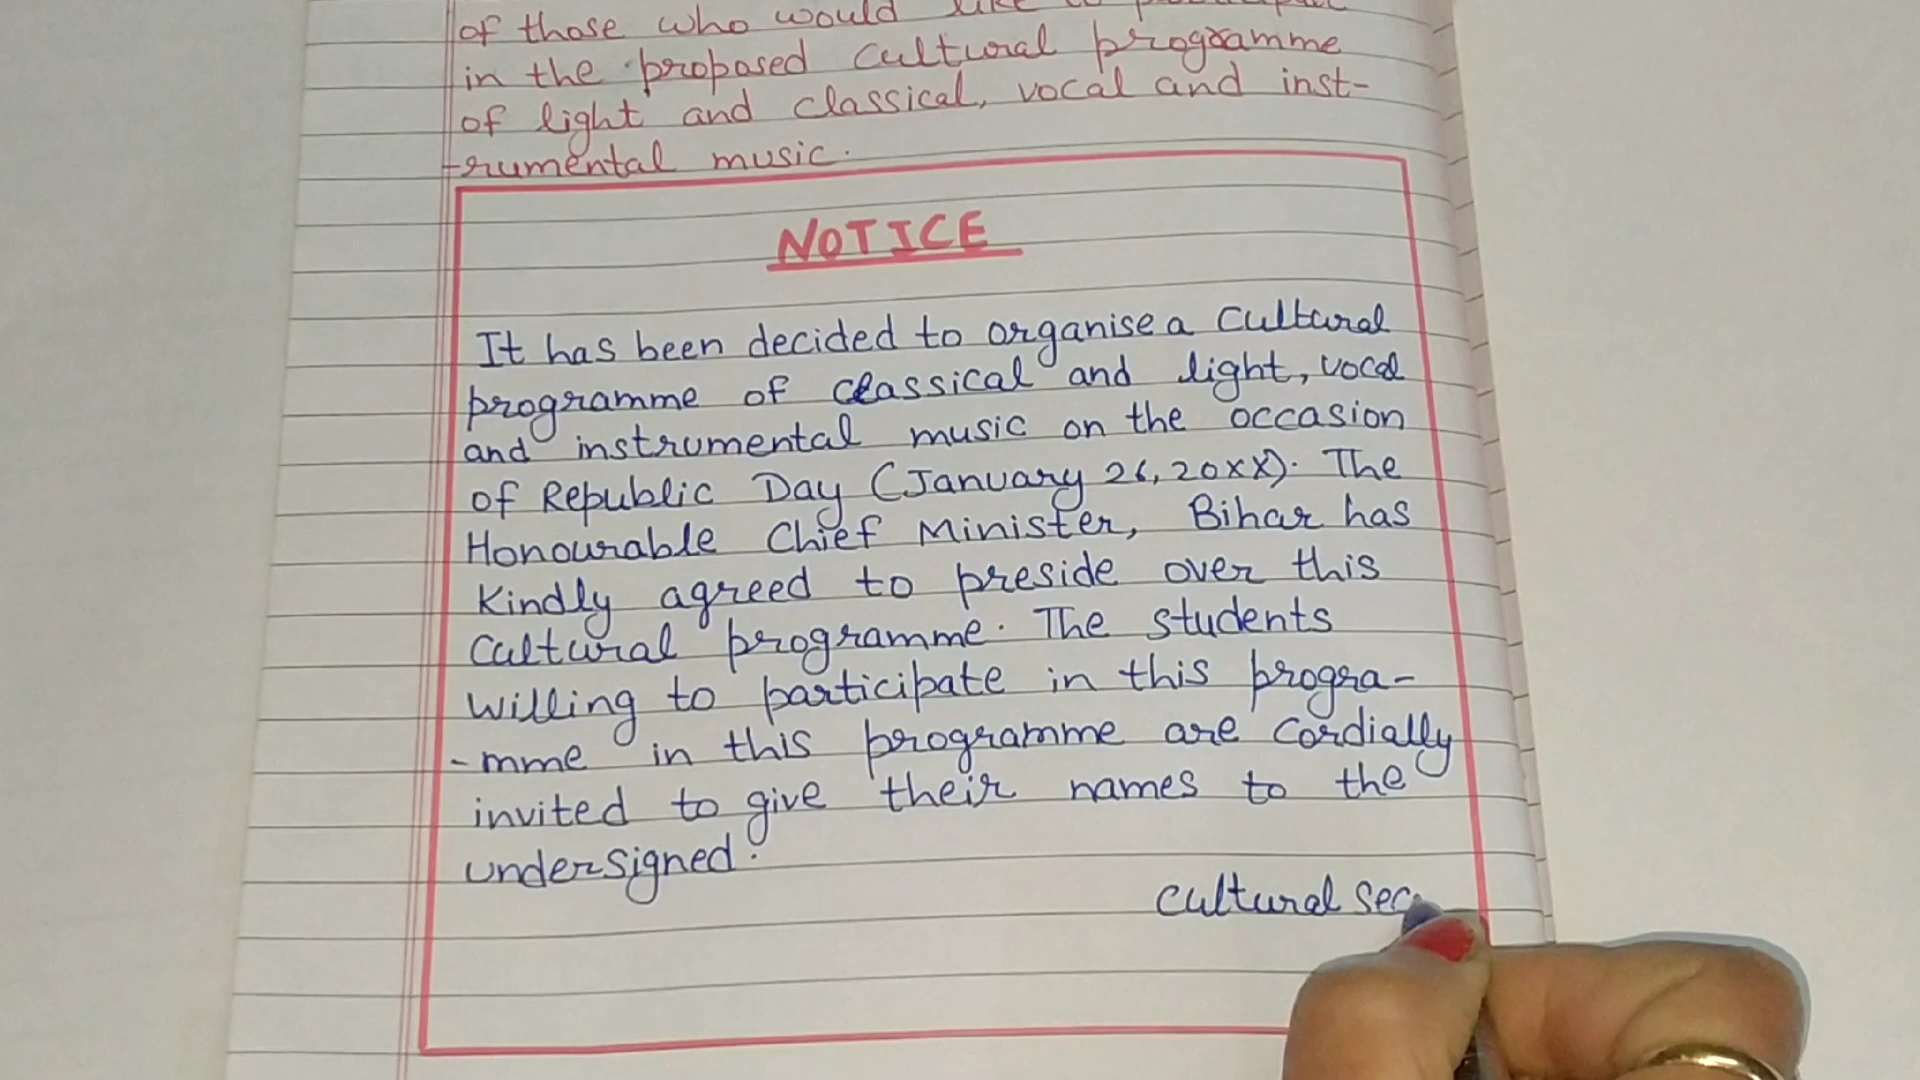 of those who would like to participate
in the proposed cultural programme
of light and classical, vocal and inst-
-rumental music.
NOTICE
It has been decided to organise a cultural
programme of classical and light, vocal
and instrumental music on the occasion
of Republic Day (January 26, 20XX). The
Honourable Chief Minister, Bihar has
Kindly agreed to preside over this
Cultural programme. The students
willing to participate in this progra-
-mme in this programme are cordially
invited to give their names to the
undersigned.
Cultural Sec